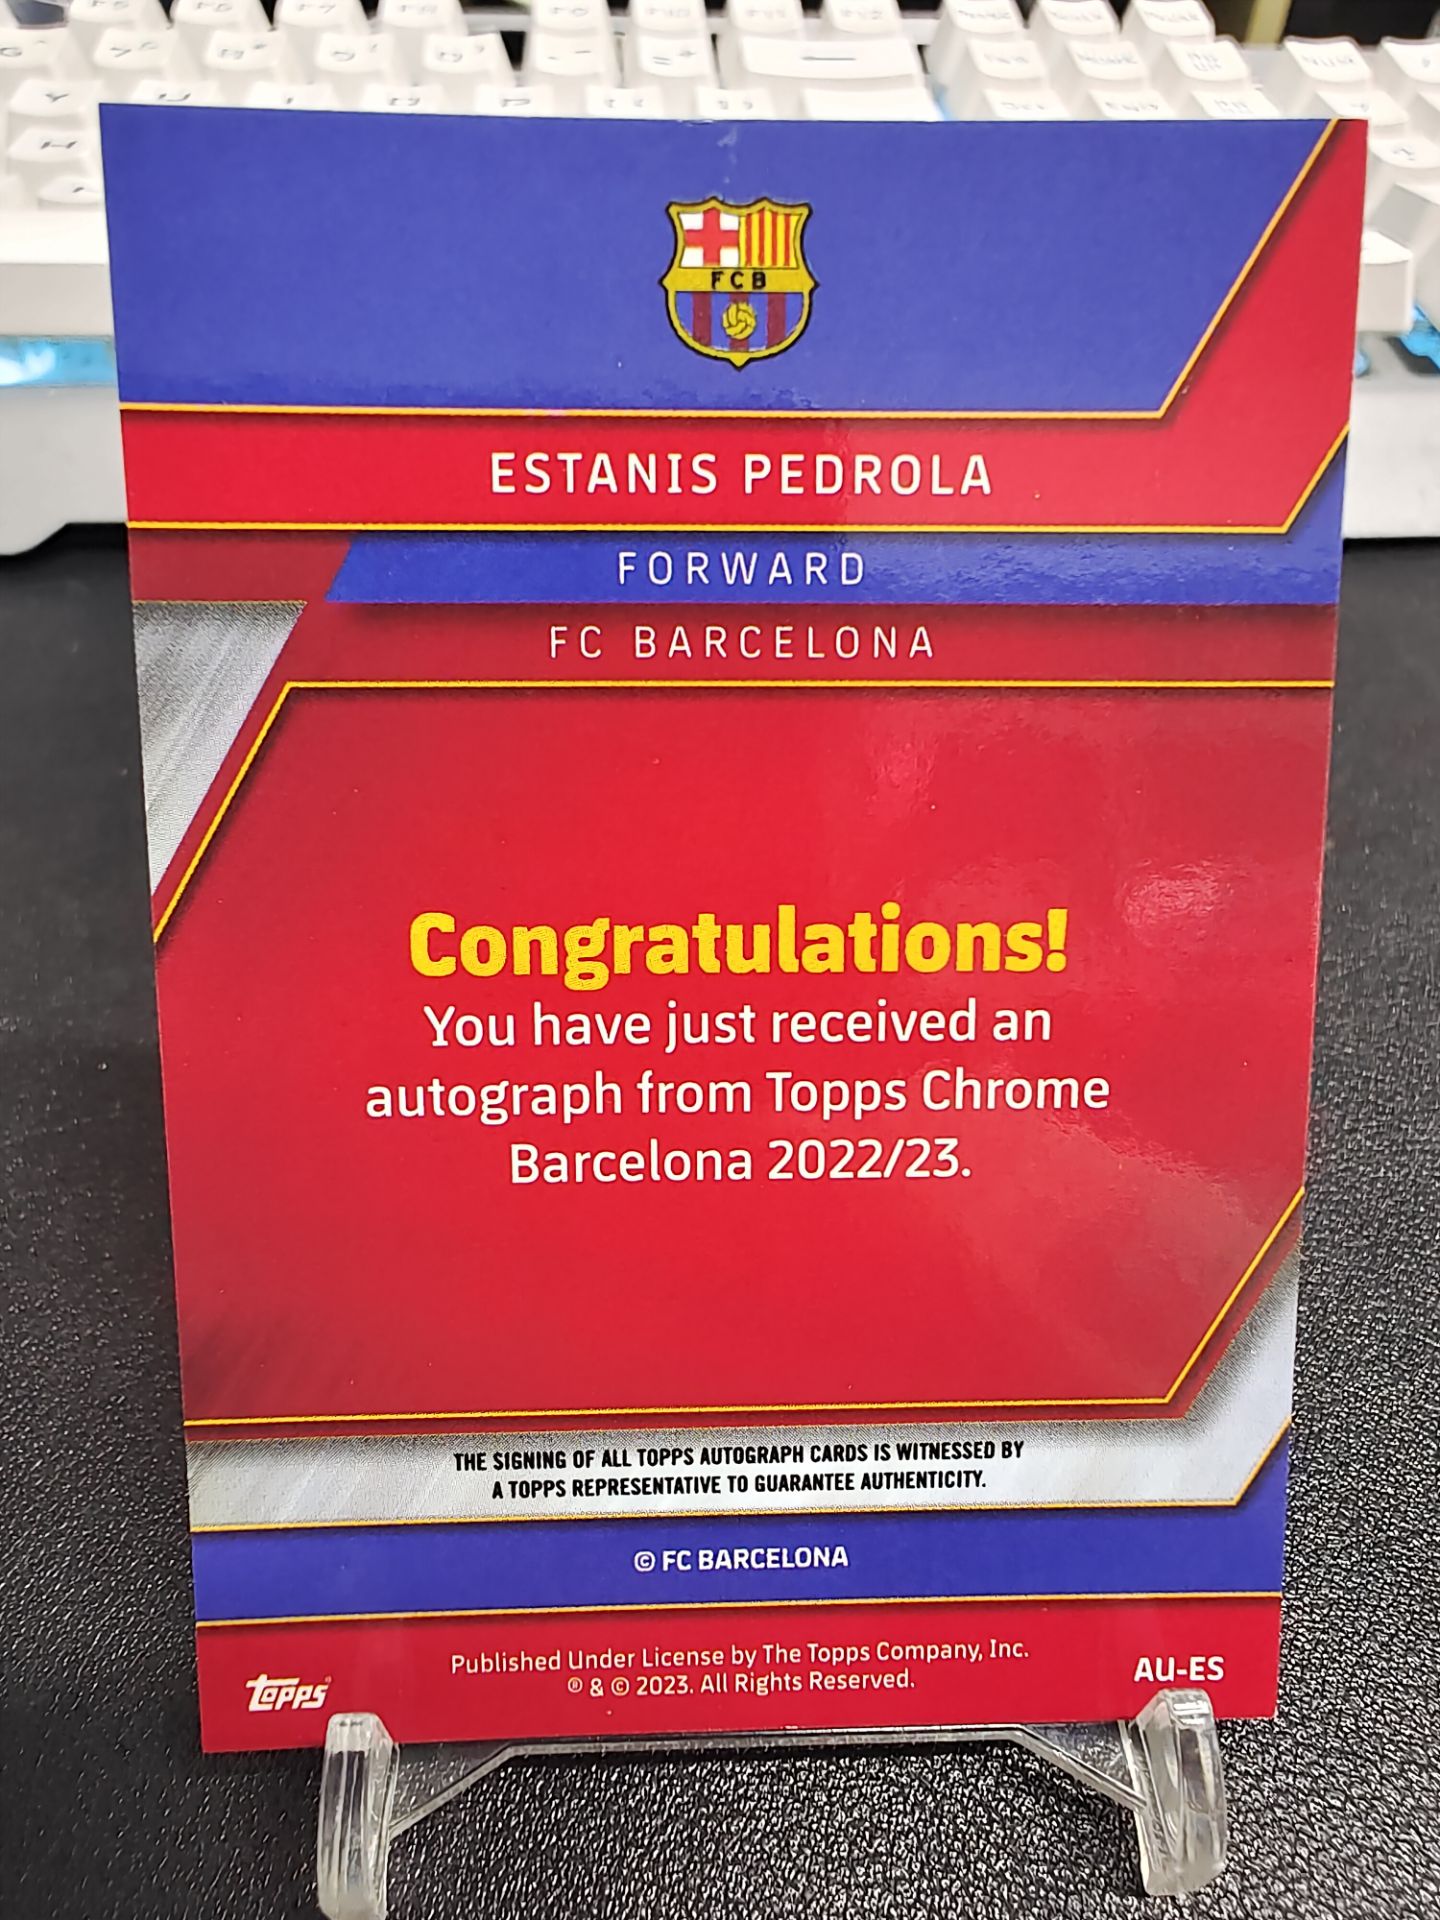 FCB
ESTANIS PEDROLA
FORWARD
FC BARCELONA
Congratulations!
You have just received an
autograph from Topps Chrome
Barcelona 2022/23.
THE SIGNING OF ALL TOPPS AUTOGRAPH CARDS IS WITNESSED BY
A TOPPS REPRESENTATIVE TO GUARANTEE AUTHENTICITY.
© FC BARCELONA
Published Under License by The Topps Company, Inc.
® & © 2023. All Rights Reserved.
topps
AU-ES